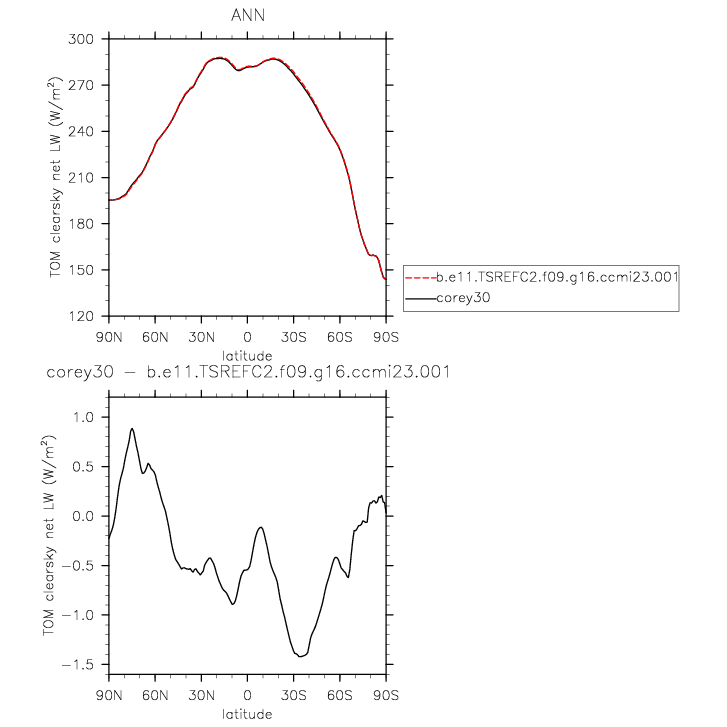 ANN
TOM clearsky net LW (W/m²)
300
270
240
210
180
150
120
90N 60N 30N 0 30S 60S 90S
latitude
b.e11.TSREFC2.f09.g16.ccmi23.001
corey30
corey30 − b.e11.TSREFC2.f09.g16.ccmi23.001
TOM clearsky net LW (W/m²)
1.0
0.5
0.0
−0.5
−1.0
−1.5
90N 60N 30N 0 30S 60S 90S
latitude